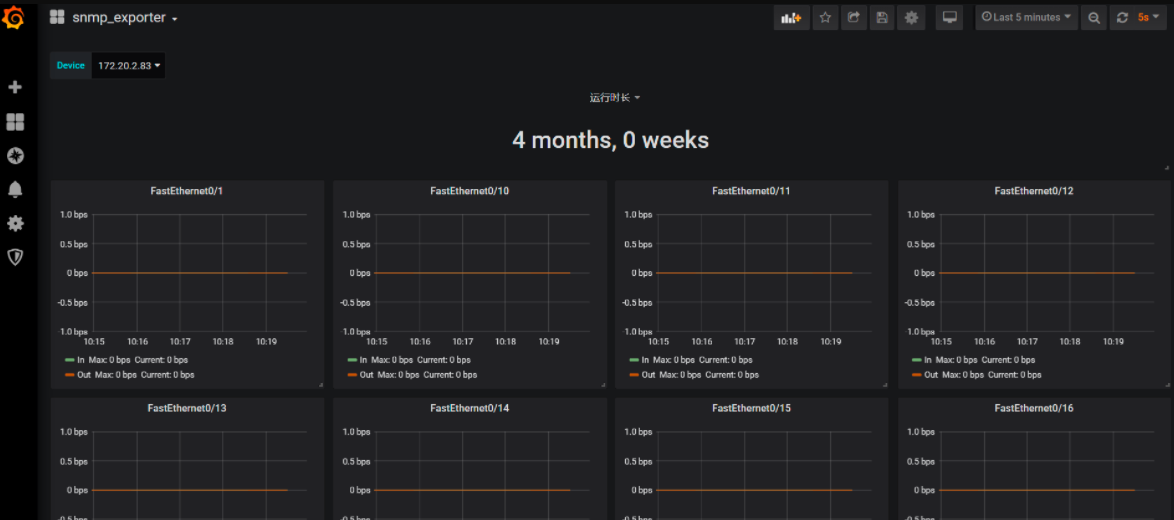 snmp_exporter
Last 5 minutes
5s
Device 172.20.2.83
运行时长
4 months, 0 weeks
FastEthernet0/1
1.0 bps
0.5 bps
0 bps
-0.5 bps
-1.0 bps
10:15 10:16 10:17 10:18 10:19
In Max: 0 bps Current: 0 bps
Out Max: 0 bps Current: 0 bps
FastEthernet0/10
1.0 bps
0.5 bps
0 bps
-0.5 bps
-1.0 bps
10:15 10:16 10:17 10:18 10:19
In Max: 0 bps Current: 0 bps
Out Max: 0 bps Current: 0 bps
FastEthernet0/11
1.0 bps
0.5 bps
0 bps
-0.5 bps
-1.0 bps
10:15 10:16 10:17 10:18 10:19
In Max: 0 bps Current: 0 bps
Out Max: 0 bps Current: 0 bps
FastEthernet0/12
1.0 bps
0.5 bps
0 bps
-0.5 bps
-1.0 bps
10:15 10:16 10:17 10:18 10:19
In Max: 0 bps Current: 0 bps
Out Max: 0 bps Current: 0 bps
FastEthernet0/13
1.0 bps
0.5 bps
0 bps
-0.5 bps
FastEthernet0/14
1.0 bps
0.5 bps
0 bps
-0.5 bps
FastEthernet0/15
1.0 bps
0.5 bps
0 bps
-0.5 bps
FastEthernet0/16
1.0 bps
0.5 bps
0 bps
-0.5 bps